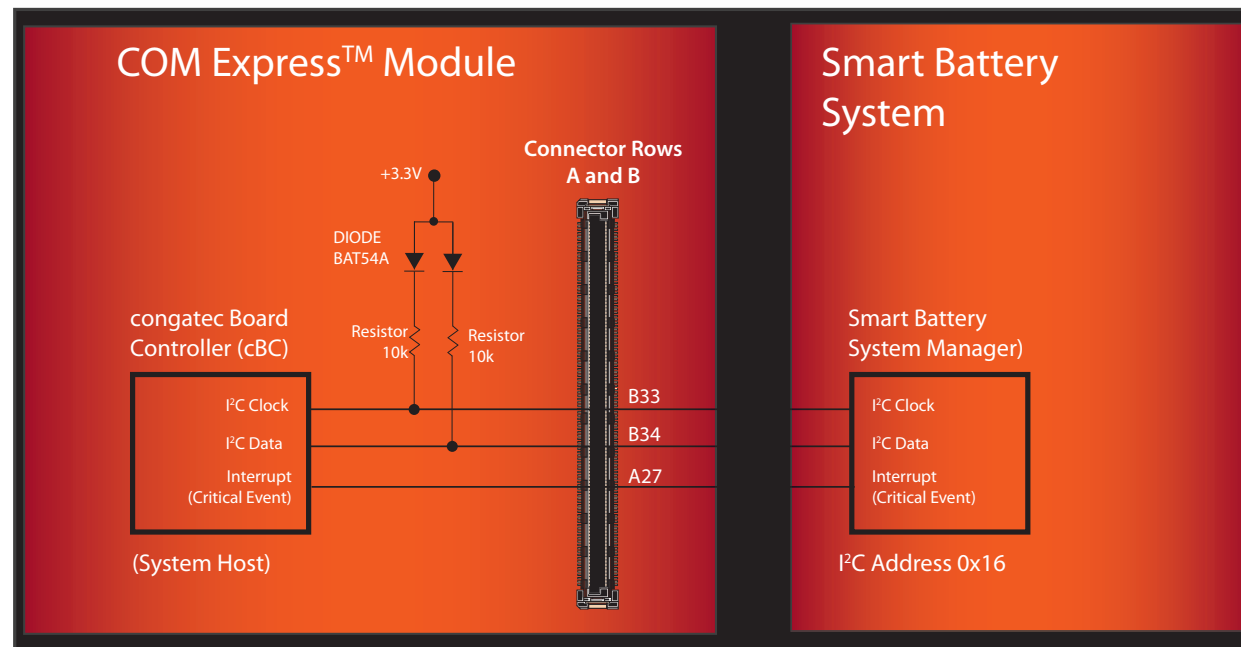 COM Express™ Module
Smart Battery
System
Connector Rows
A and B
+3.3V
DIODE
BAT54A
Resistor
10k
Resistor
10k
congatec Board
Controller (cBC)
I²C Clock
I²C Data
Interrupt
(Critical Event)
(System Host)
B33
B34
A27
Smart Battery
System Manager)
I²C Clock
I²C Data
Interrupt
(Critical Event)
I²C Address 0x16